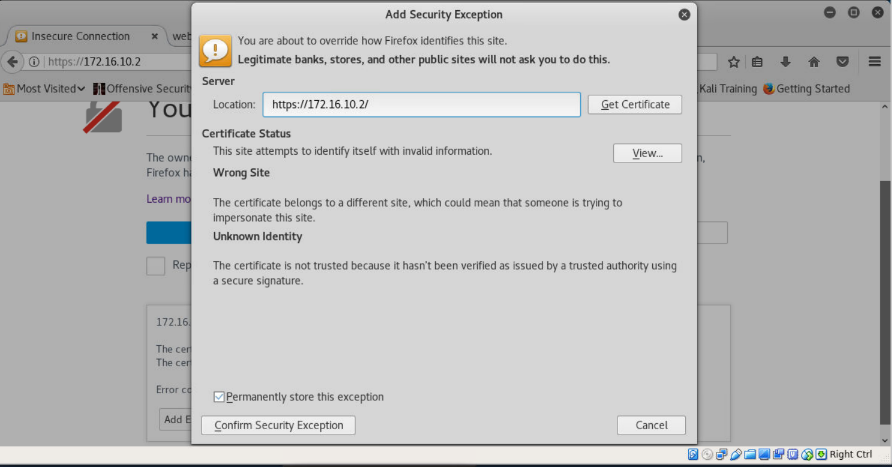 Add Security Exception
Insecure Connection
web
https://172.16.10.2
You are about to override how Firefox identifies this site.
Legitimate banks, stores, and other public sites will not ask you to do this.
Most Visited
Offensive Securit
Kali Training
Getting Started
Server
Location:
https://172.16.10.2/
Get Certificate
You
Certificate Status
This site attempts to identify itself with invalid information.
View...
The owne
n,
Firefox ha
Wrong Site
Learn mo
The certificate belongs to a different site, which could mean that someone is trying to
impersonate this site.
Unknown Identity
Rep
The certificate is not trusted because it hasn't been verified as issued by a trusted authority using
a secure signature.
172.16.
The cer
The cer
Error co
Permanently store this exception
Add E
Confirm Security Exception
Cancel
Right Ctrl